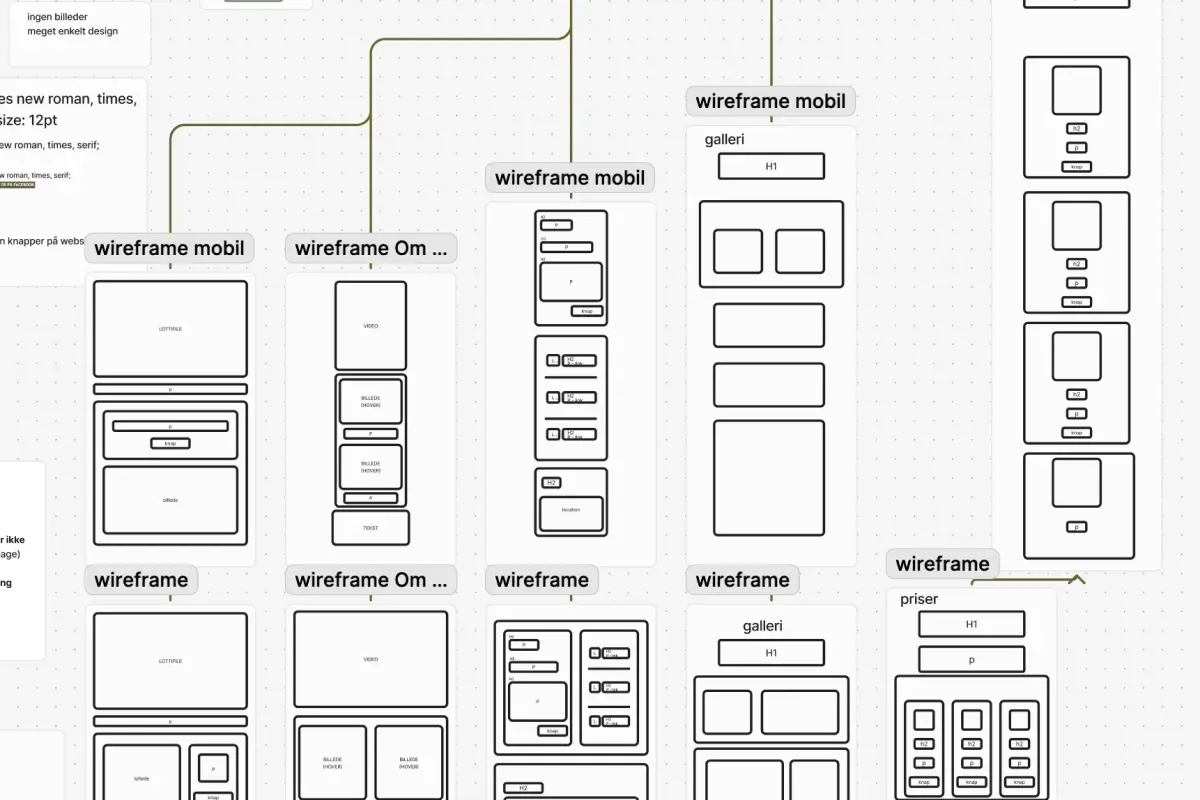 ingen billeder
meget enkelt design
es new roman, times,
size: 12pt
ew roman, times, serif;
w roman, times, serif;
OS PÅ FACEBOOK
m knapper på webs
wireframe mobil
LOTTIFILE
p
p
knap
billede
wireframe Om ...
VIDEO
BILLEDE
(HOVER)
P
BILLEDE
(HOVER)
p
TEKST
wireframe mobil
P
p
P
knap
L
H2
L
H2
L
H2
H2
location
wireframe mobil
galleri
H1
h2
p
knap
h2
p
knap
h2
p
knap
p
r ikke
age)
ng
wireframe
LOTTIFILE
p
billede
P
knap
wireframe Om ...
VIDEO
BILLEDE
(HOVER)
BILLEDE
(HOVER)
wireframe
P
p
P
knap
L
H2
L
H2
L
H2
H2
wireframe
galleri
H1
wireframe
priser
H1
p
h2
p
knap
h2
p
knap
h2
p
knap